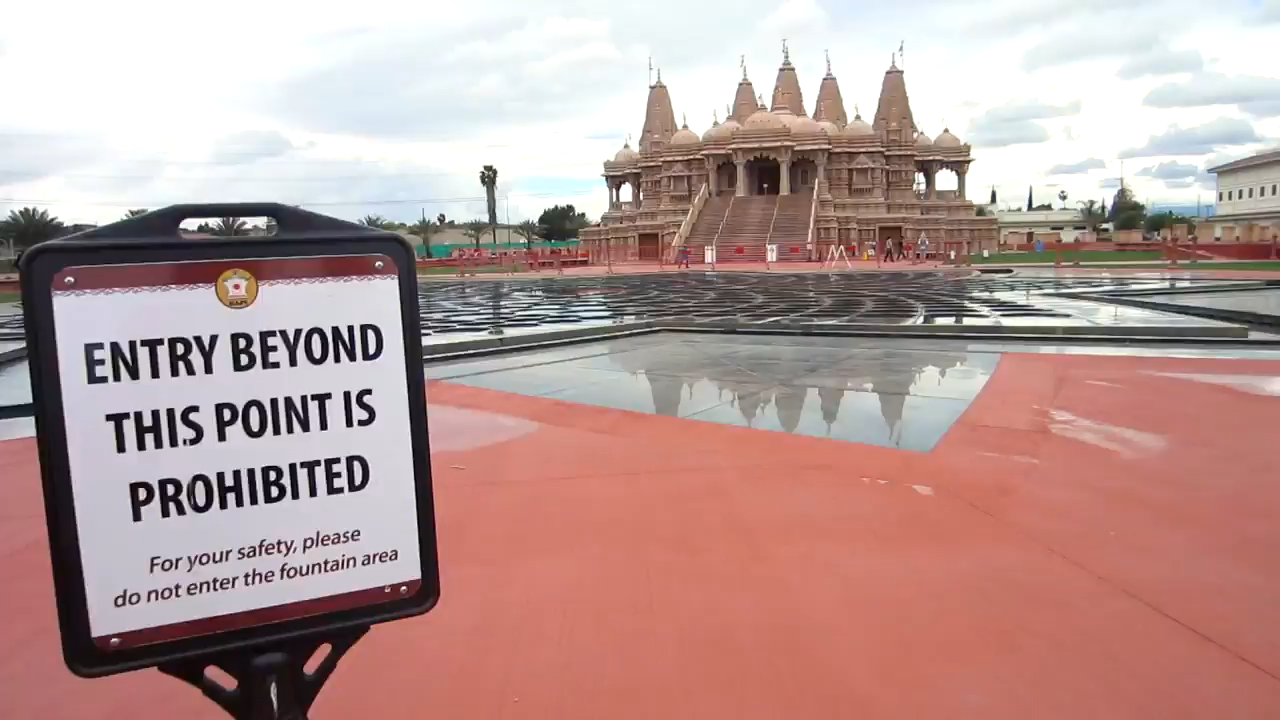 ENTRY BEYOND
THIS POINT IS
PROHIBITED
For your safety, please
do not enter the fountain area